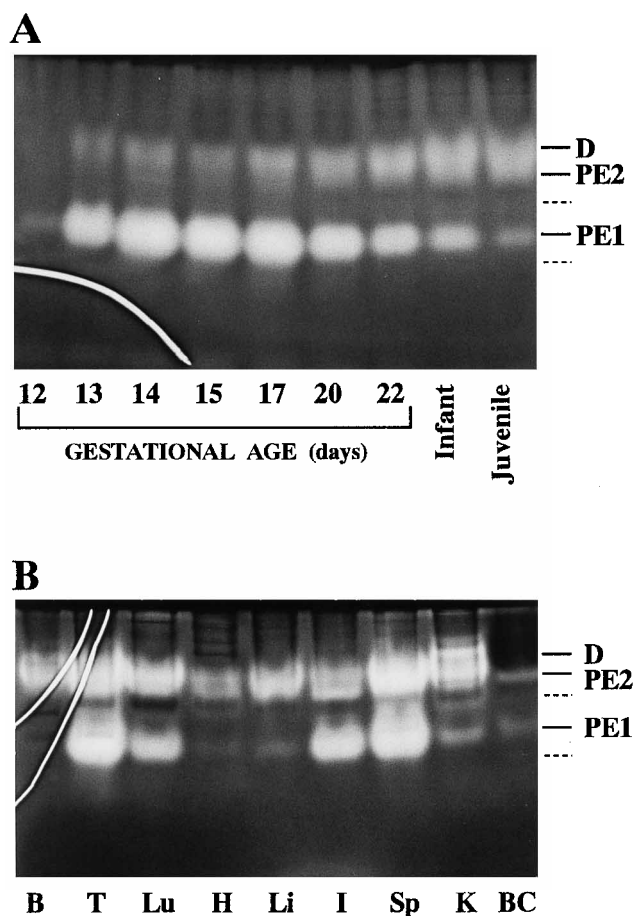 A
D
PE2
PE1
12 13 14 15 17 20 22 Infant Juvenile
GESTATIONAL AGE (days)
B
D
PE2
PE1
B T Lu H Li I Sp K BC